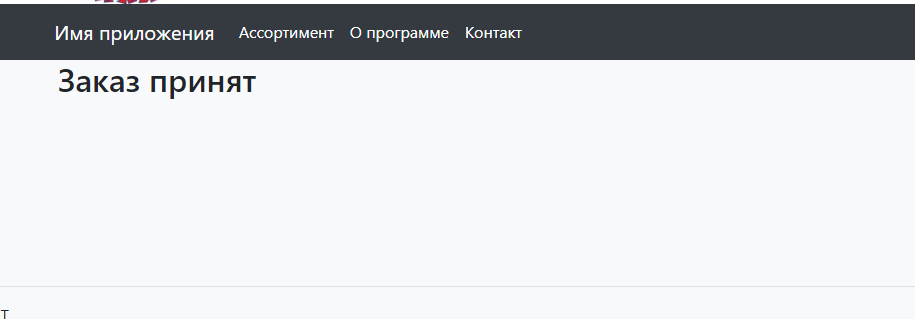 Имя приложения Ассортимент О программе Контакт
Заказ принят
т